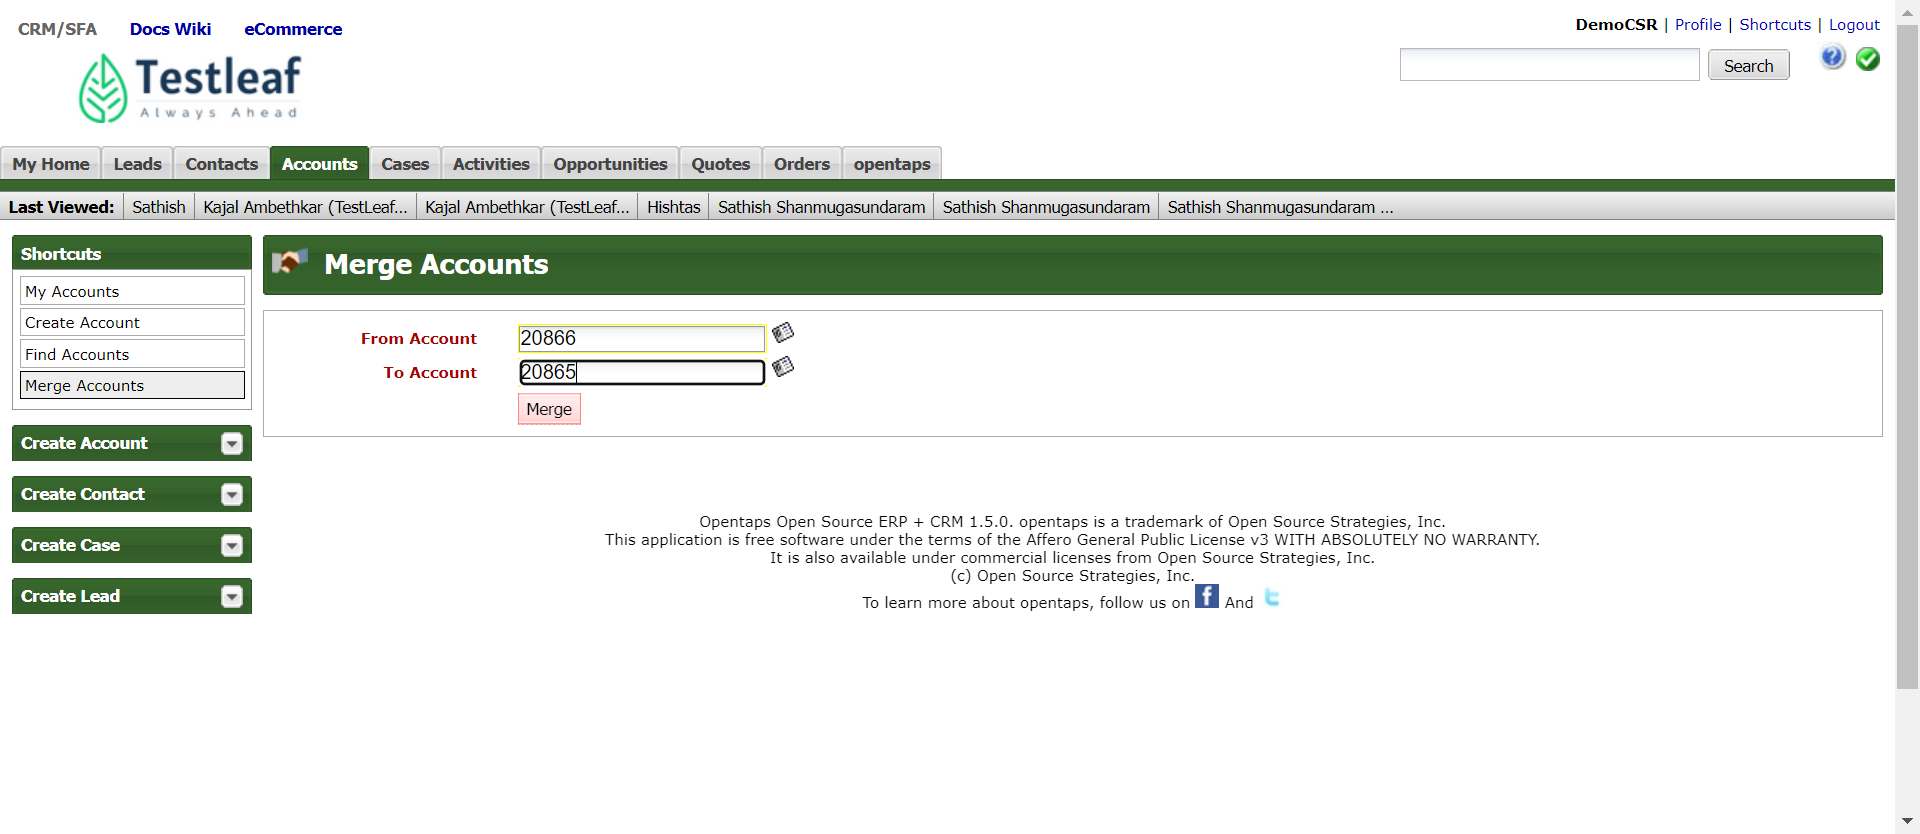 CRM/SFA Docs Wiki eCommerce
DemoCSR | Profile | Shortcuts | Logout
Testleaf
Always Ahead
Search
My Home Leads Contacts Accounts Cases Activities Opportunities Quotes Orders opentaps
Last Viewed: Sathish Kajal Ambethkar (TestLeaf... Kajal Ambethkar (TestLeaf... Hishtas Sathish Shanmugasundaram Sathish Shanmugasundaram Sathish Shanmugasundaram ...
Shortcuts
My Accounts
Create Account
Find Accounts
Merge Accounts
Create Account
Create Contact
Create Case
Create Lead
Merge Accounts
From Account 20866
To Account 20865
Merge
Opentaps Open Source ERP + CRM 1.5.0. opentaps is a trademark of Open Source Strategies, Inc.
This application is free software under the terms of the Affero General Public License v3 WITH ABSOLUTELY NO WARRANTY.
It is also available under commercial licenses from Open Source Strategies, Inc.
(c) Open Source Strategies, Inc.
To learn more about opentaps, follow us on f And t